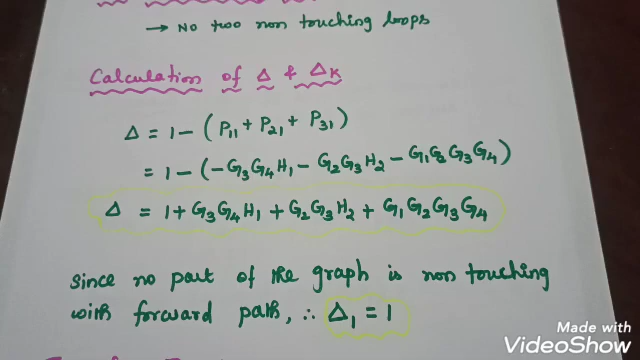 → No two non touching loops
Calculation of Δ & ΔK
Δ = 1 - (P11 + P21 + P31)
= 1 - (-G3G4H1 - G2G3H2 - G1G2G3G4)
Δ = 1 + G3G4H1 + G2G3H2 + G1G2G3G4
Since no part of the graph is non touching
with forward path, ∴ Δ1 = 1
Made with
VideoShow